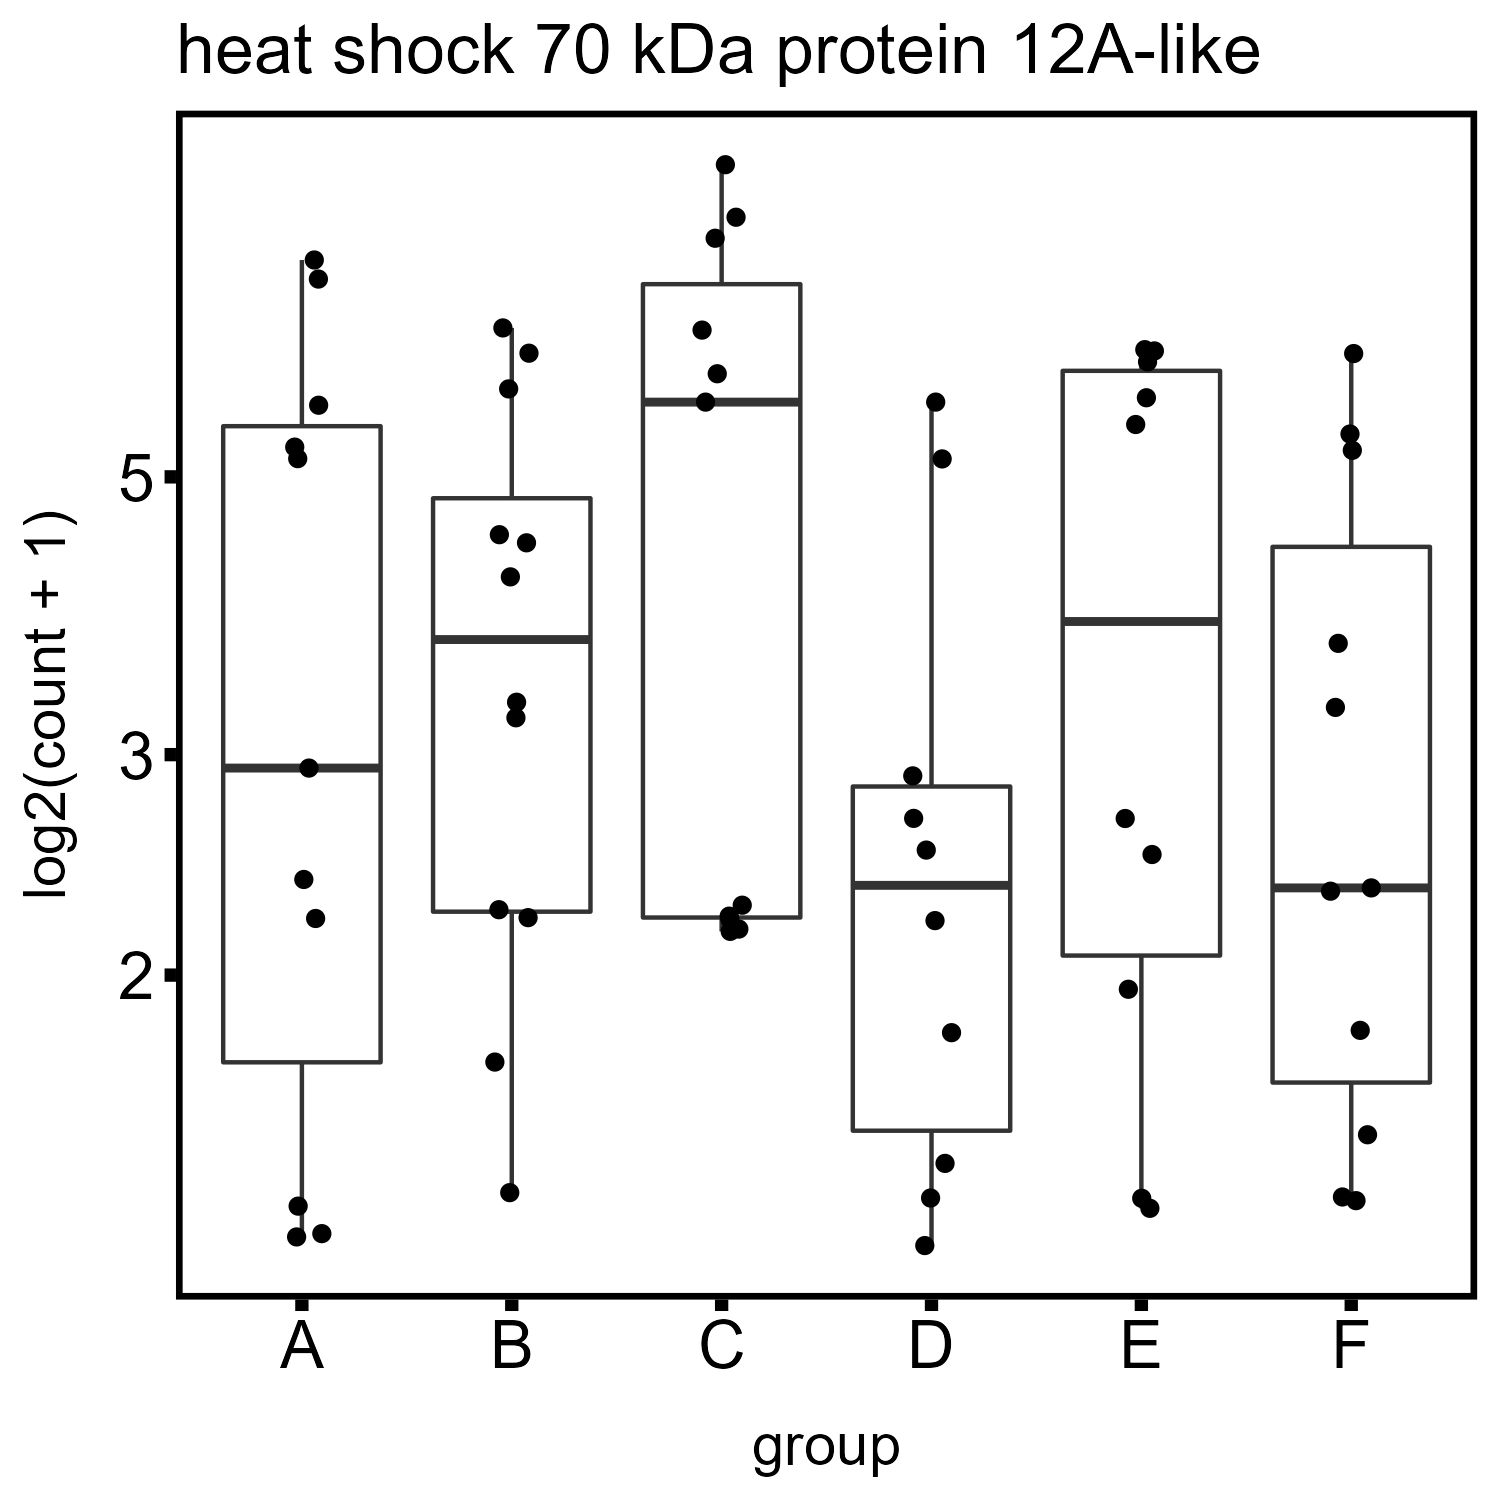 heat shock 70 kDa protein 12A-like
log2(count + 1)
5
3
2
A B C D E F
group